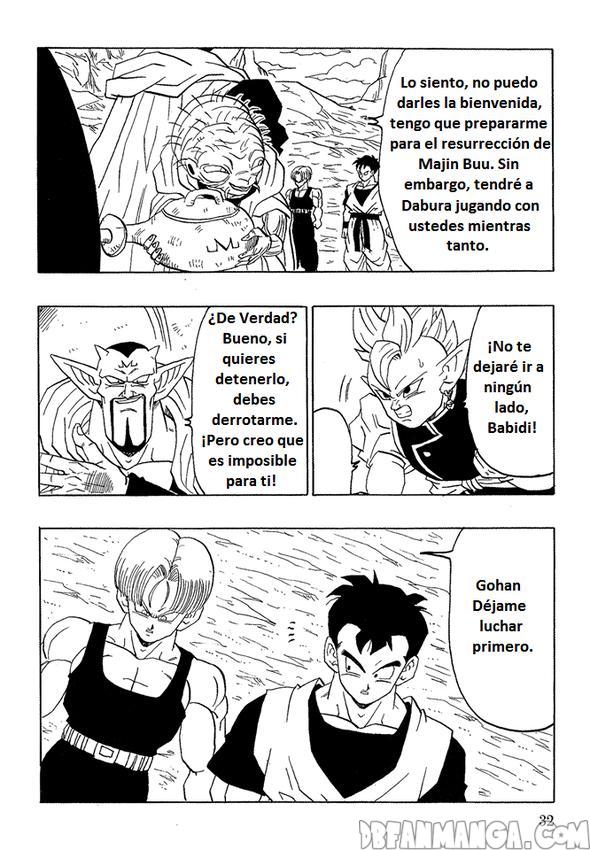 Lo siento, no puedo
darles la bienvenida,
tengo que prepararme
para el resurrección de
Majin Buu. Sin
embargo, tendré a
Dabura jugando con
ustedes mientras
tanto.
M
¡No te
dejaré ir a
ningún
lado,
Babidi!
¿De Verdad?
Bueno, si
quieres
detenerlo,
debes
derrotarme.
¡Pero creo que
es imposible
para ti!
M
Gohan
Déjame
luchar
primero.
32
DBFANMANGA.COM